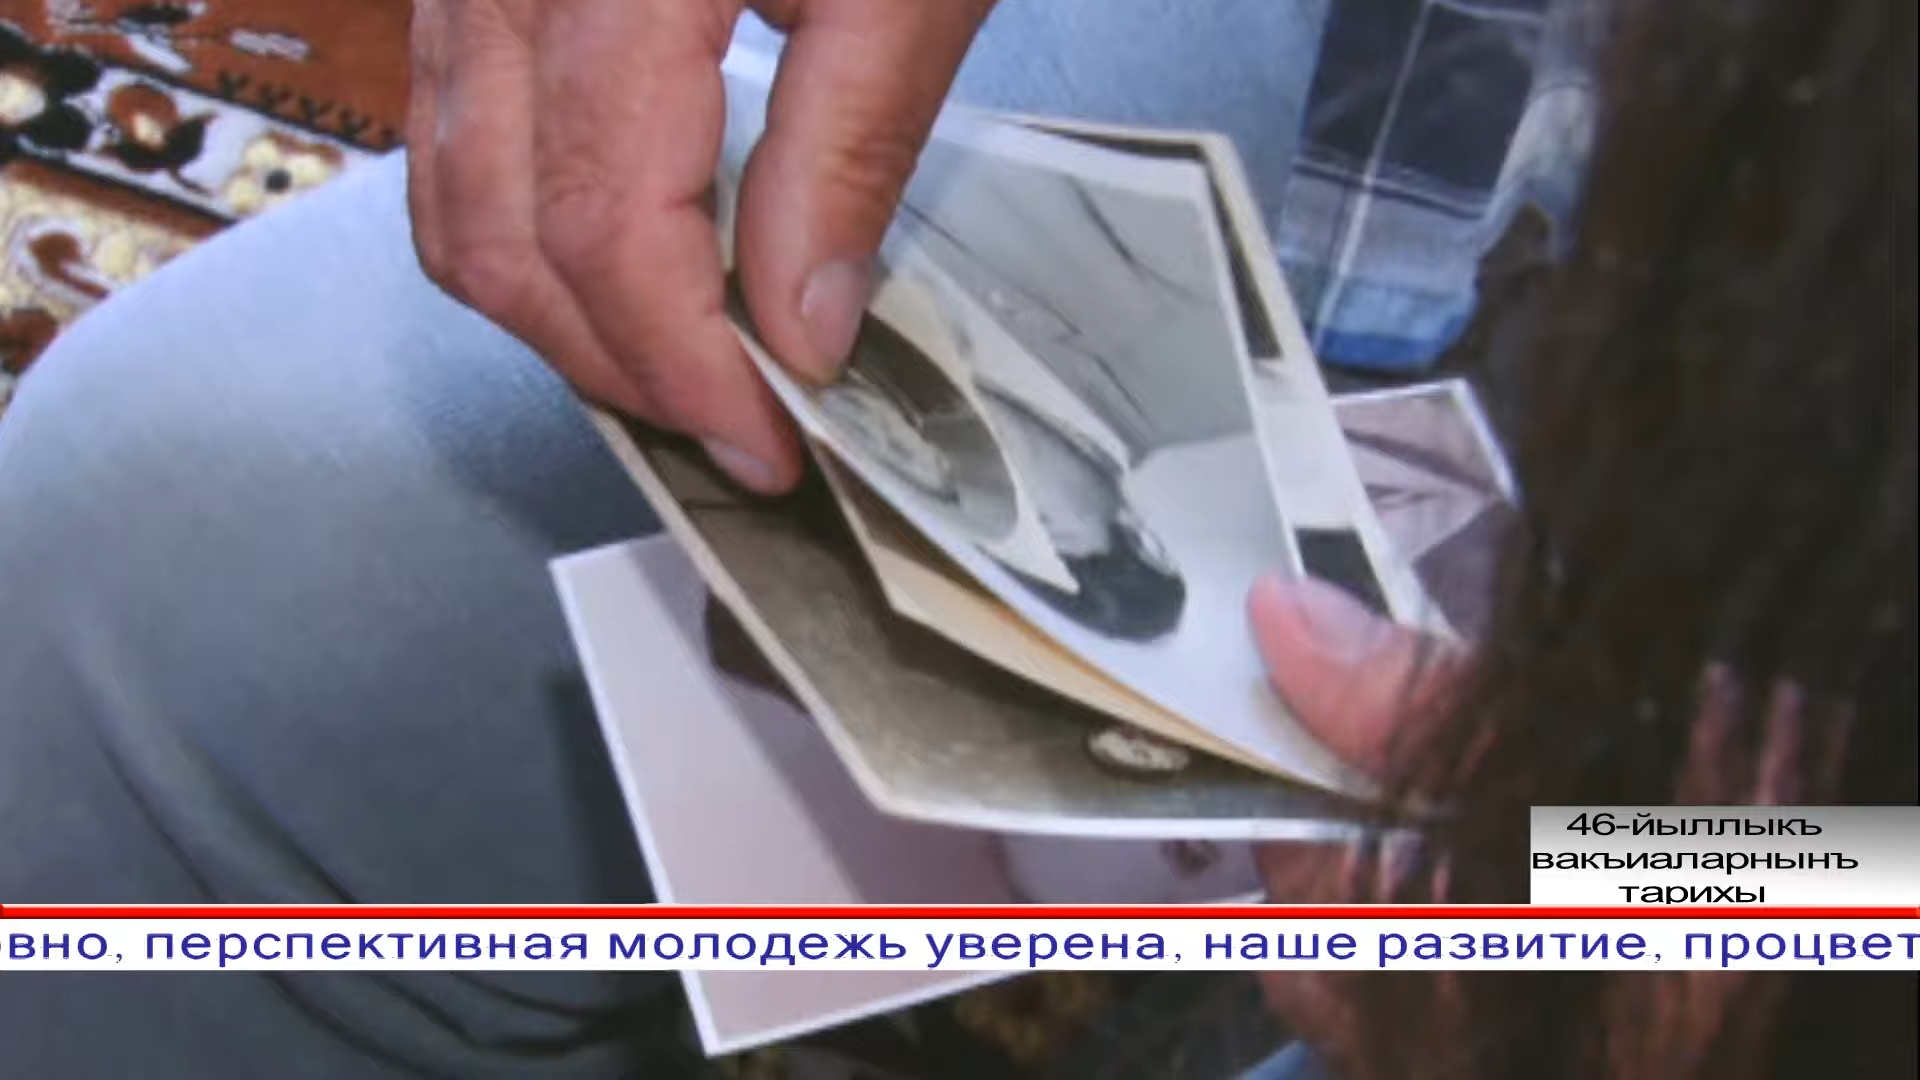 46-йыллыкъ
вакъиаларнынъ
тарихы
овно, перспективная молодежь уверена, наше развитие, процвет